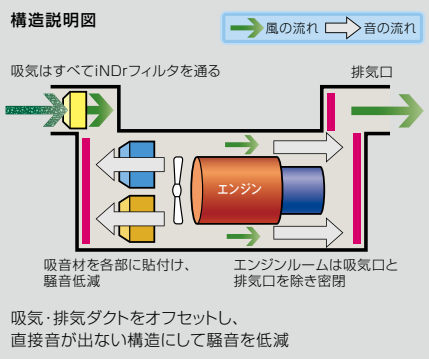 構造説明図
風の流れ
音の流れ
吸気はすべてiNDrフィルタを通る
排気口
エンジン
吸音材を各部に貼付け、
騒音低減
エンジンルームは吸気口と
排気口を除き密閉
吸気・排気ダクトをオフセットし、
直接音が出ない構造にして騒音を低減